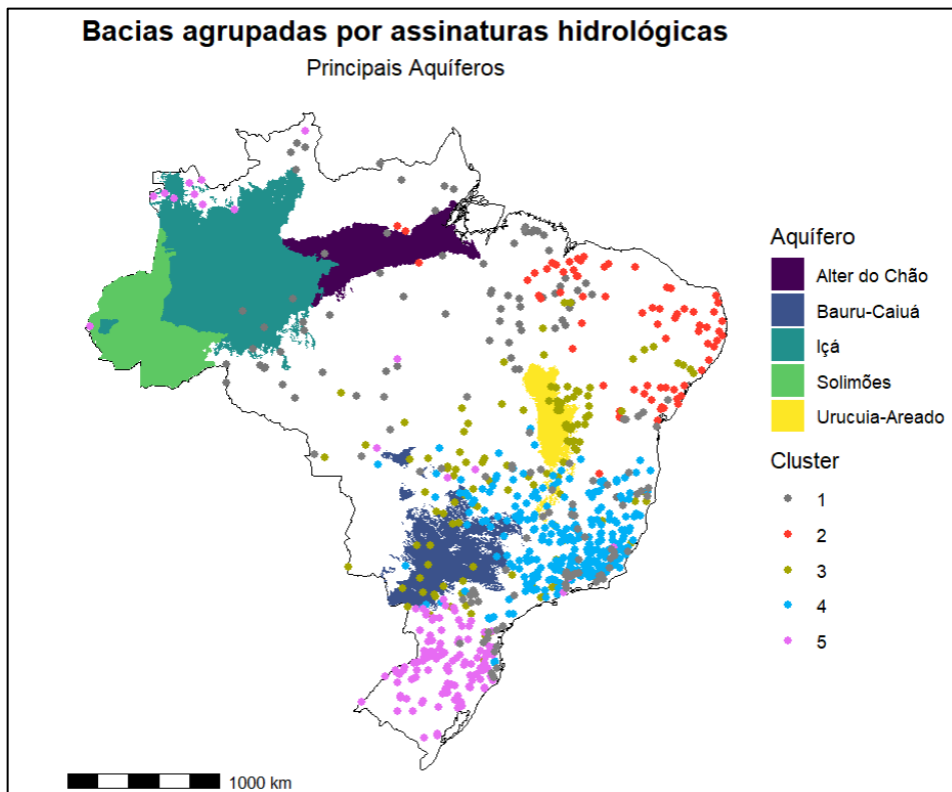 Bacias agrupadas por assinaturas hidrológicas
Principais Aquíferos
Aquífero
Alter do Chão
Bauru-Caiuá
Içá
Solimões
Urucuia-Areado
Cluster
1
2
3
4
5
1000 km